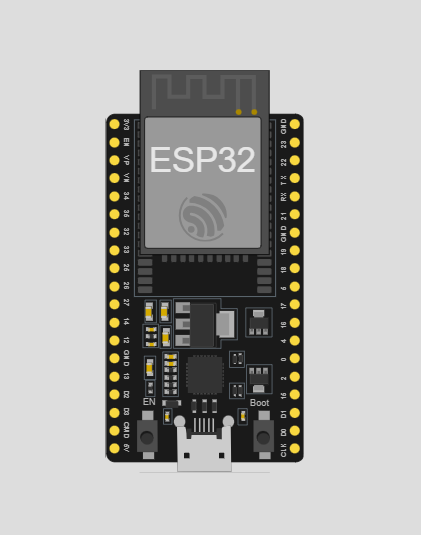 ESP32
3V3
EN
VP
VN
34
35
32
33
25
26
27
14
12
GND
13
D2
D3
CMD
5V
GND
23
22
TX
RX
21
GND
19
18
5
17
16
4
0
2
15
D1
D0
CLK
EN
Boot